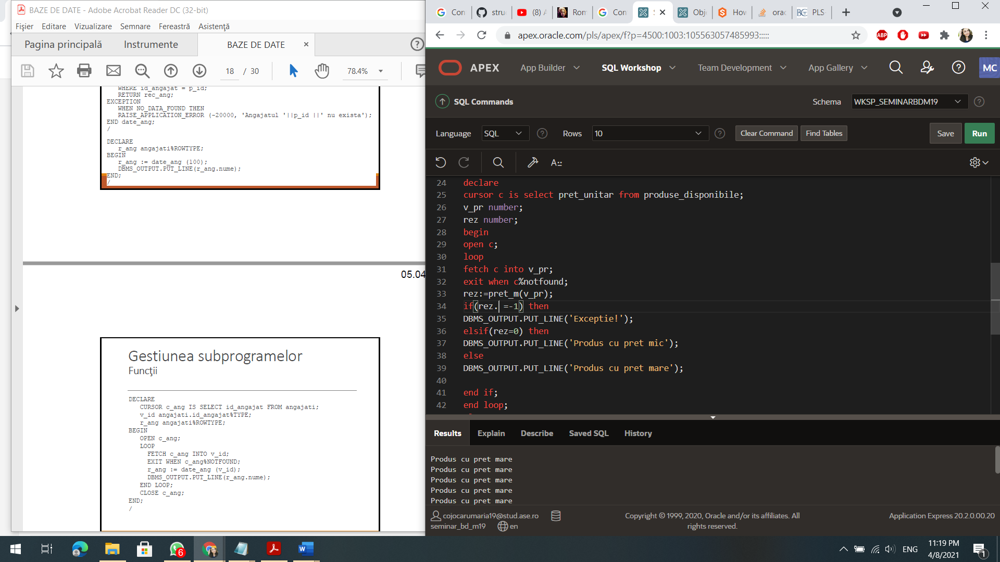 BAZE DE DATE - Adobe Acrobat Reader DC (32-bit)
Fișier Editare Vizualizare Semnare Fereastră Asistență
Pagina principală Instrumente BAZE DE DATE
18 / 30 78.4%
WHERE id_angajat = p_id;
RETURN rec_ang;
EXCEPTION
WHEN NO_DATA_FOUND THEN
RAISE_APPLICATION_ERROR (-20000, 'Angajatul '||p_id ||' nu exista');
END date_ang;
/
DECLARE
r_ang angajati%ROWTYPE;
BEGIN
r_ang := date_ang (100);
DBMS_OUTPUT.PUT_LINE(r_ang.nume);
END;
/
05.04
Gestiunea subprogramelor
Funcţii
DECLARE
CURSOR c_ang IS SELECT id_angajat FROM angajati;
v_id angajati.id_angajat%TYPE;
r_ang angajati%ROWTYPE;
BEGIN
OPEN c_ang;
LOOP
FETCH c_ang INTO v_id;
EXIT WHEN c_ang%NOTFOUND;
r_ang := date_ang (v_id);
DBMS_OUTPUT.PUT_LINE(r_ang.nume);
END LOOP;
CLOSE c_ang;
END;
/
Con stru (8) Rom Con Obj How orac PLS-
apex.oracle.com/pls/apex/f?p=4500:1003:105563057485993:::::
ABP
APEX App Builder SQL Workshop Team Development App Gallery MC
SQL Commands Schema WKSP_SEMINARBDM19
Language SQL Rows 10 Clear Command Find Tables Save Run
24 declare
25 cursor c is select pret_unitar from produse_disponibile;
26 v_pr number;
27 rez number;
28 begin
29 open c;
30 loop
31 fetch c into v_pr;
32 exit when c%notfound;
33 rez:=pret_m(v_pr);
34 if(rez. =-1) then
35 DBMS_OUTPUT.PUT_LINE('Exceptie!');
36 elsif(rez=0) then
37 DBMS_OUTPUT.PUT_LINE('Produs cu pret mic');
38 else
39 DBMS_OUTPUT.PUT_LINE('Produs cu pret mare');
40
41 end if;
42 end loop;
Results Explain Describe Saved SQL History
Produs cu pret mare
Produs cu pret mare
Produs cu pret mare
Produs cu pret mare
Produs cu pret mare
cojocarumaria19@stud.ase.ro
seminar_bd_m19 en
Copyright © 1999, 2020, Oracle and/or its affiliates. All
rights reserved.
Application Express 20.2.0.00.20
6
ENG
11:19 PM
4/8/2021
1